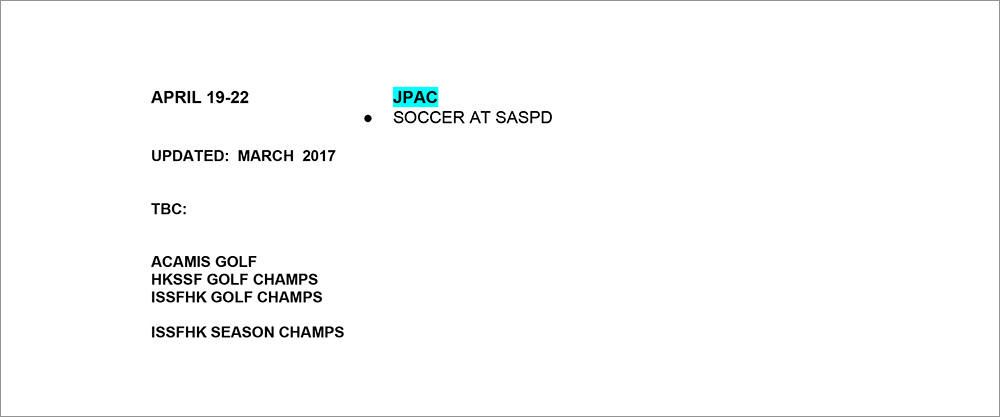 APRIL 19-22 JPAC
● SOCCER AT SASPD
UPDATED: MARCH 2017
TBC:
ACAMIS GOLF
HKSSF GOLF CHAMPS
ISSFHK GOLF CHAMPS
ISSFHK SEASON CHAMPS